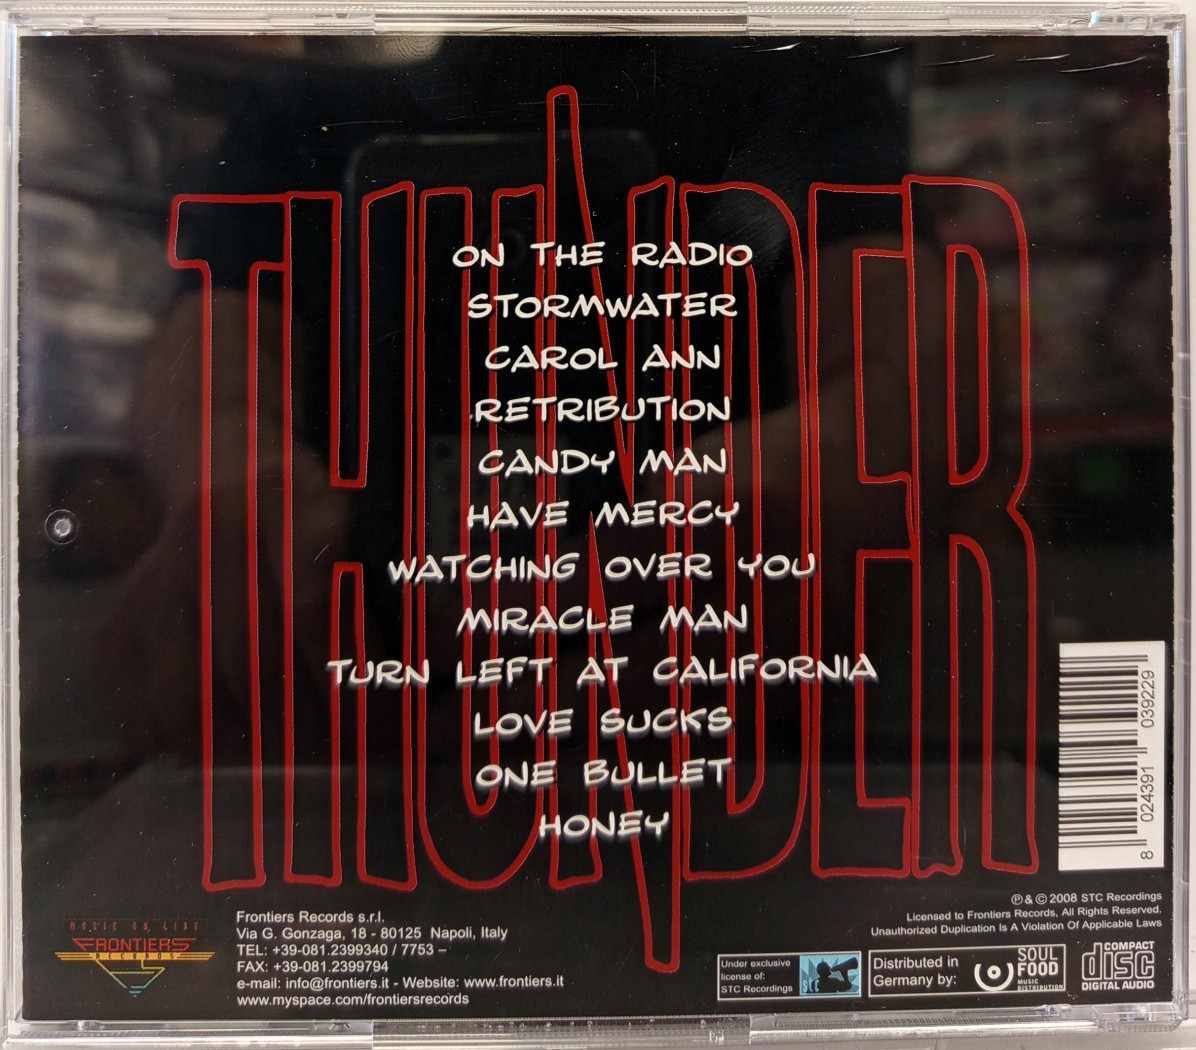 THUNDER
ON THE RADIO
STORMWATER
CAROL ANN
RETRIBUTION
CANDY MAN
HAVE MERCY
WATCHING OVER YOU
MIRACLE MAN
TURN LEFT AT CALIFORNIA
LOVE SUCKS
ONE BULLET
HONEY
8 024391 039229
℗ & © 2008 STC Recordings
Licensed to Frontiers Records, All Rights Reserved.
Unauthorized Duplication Is A Violation Of Applicable Laws
MUSIC ON LINE
FRONTIERS
RECORDS
Frontiers Records s.r.l.
Via G. Gonzaga, 18 - 80125 Napoli, Italy
TEL: +39-081.2399340 / 7753 –
FAX: +39-081.2399794
e-mail: info@frontiers.it - Website: www.frontiers.it
www.myspace.com/frontiersrecords
Under exclusive
license of:
STC Recordings
STC
Distributed in
Germany by:
SOUL
FOOD
MUSIC
DISTRIBUTION
COMPACT
disc
DIGITAL AUDIO